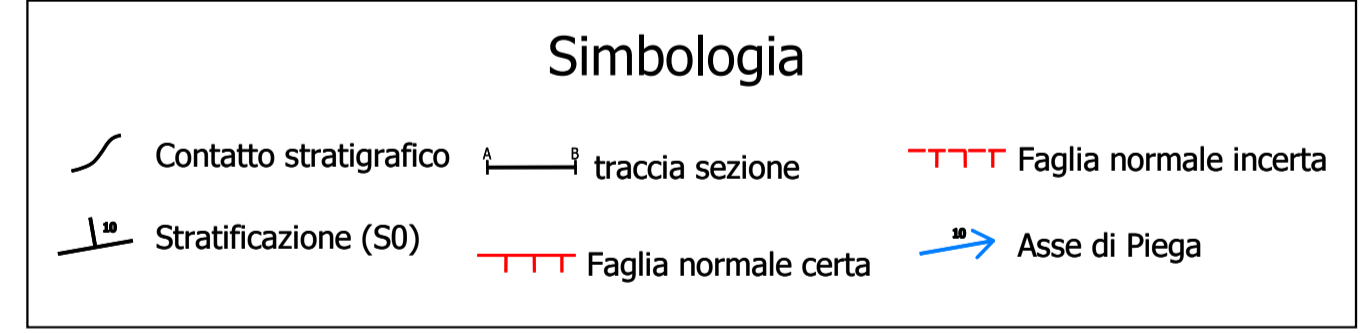 Simbologia
Contatto stratigrafico
A B traccia sezione
Faglia normale incerta
10 Stratificazione (S0)
Faglia normale certa
10 Asse di Piega